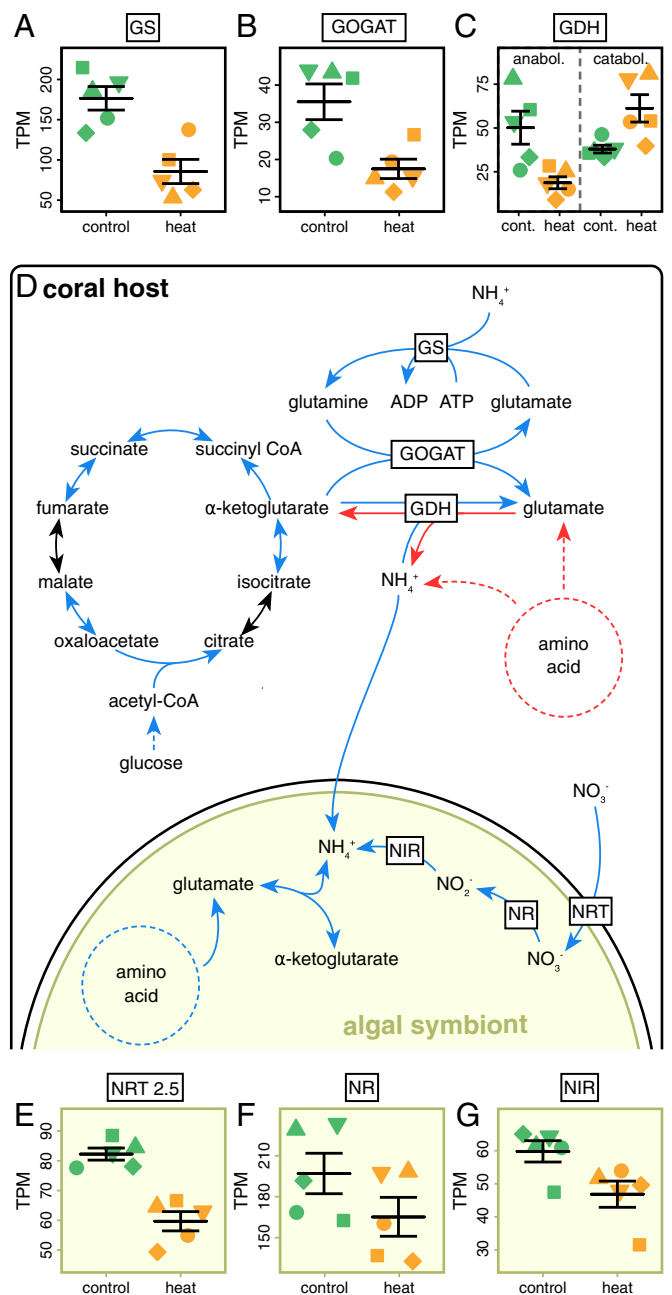 A GS
TPM
200
150
100
50
control heat
B GOGAT
TPM
40
30
20
10
control heat
C GDH
anabol. catabol.
TPM
75
50
25
cont. heat cont. heat
D coral host
NH₄⁺
GS
glutamine ADP ATP glutamate
succinate succinyl CoA GOGAT
fumarate α-ketoglutarate GDH glutamate
malate isocitrate NH₄⁺
oxaloacetate citrate
amino
acid
acetyl-CoA
glucose
NO₃⁻
NH₄⁺ NIR
glutamate NO₂⁻
NR NRT
α-ketoglutarate NO₃⁻
amino
acid
algal symbiont
E NRT 2.5
TPM
90
80
70
60
50
control heat
F NR
TPM
210
180
150
control heat
G NIR
TPM
60
50
40
30
control heat